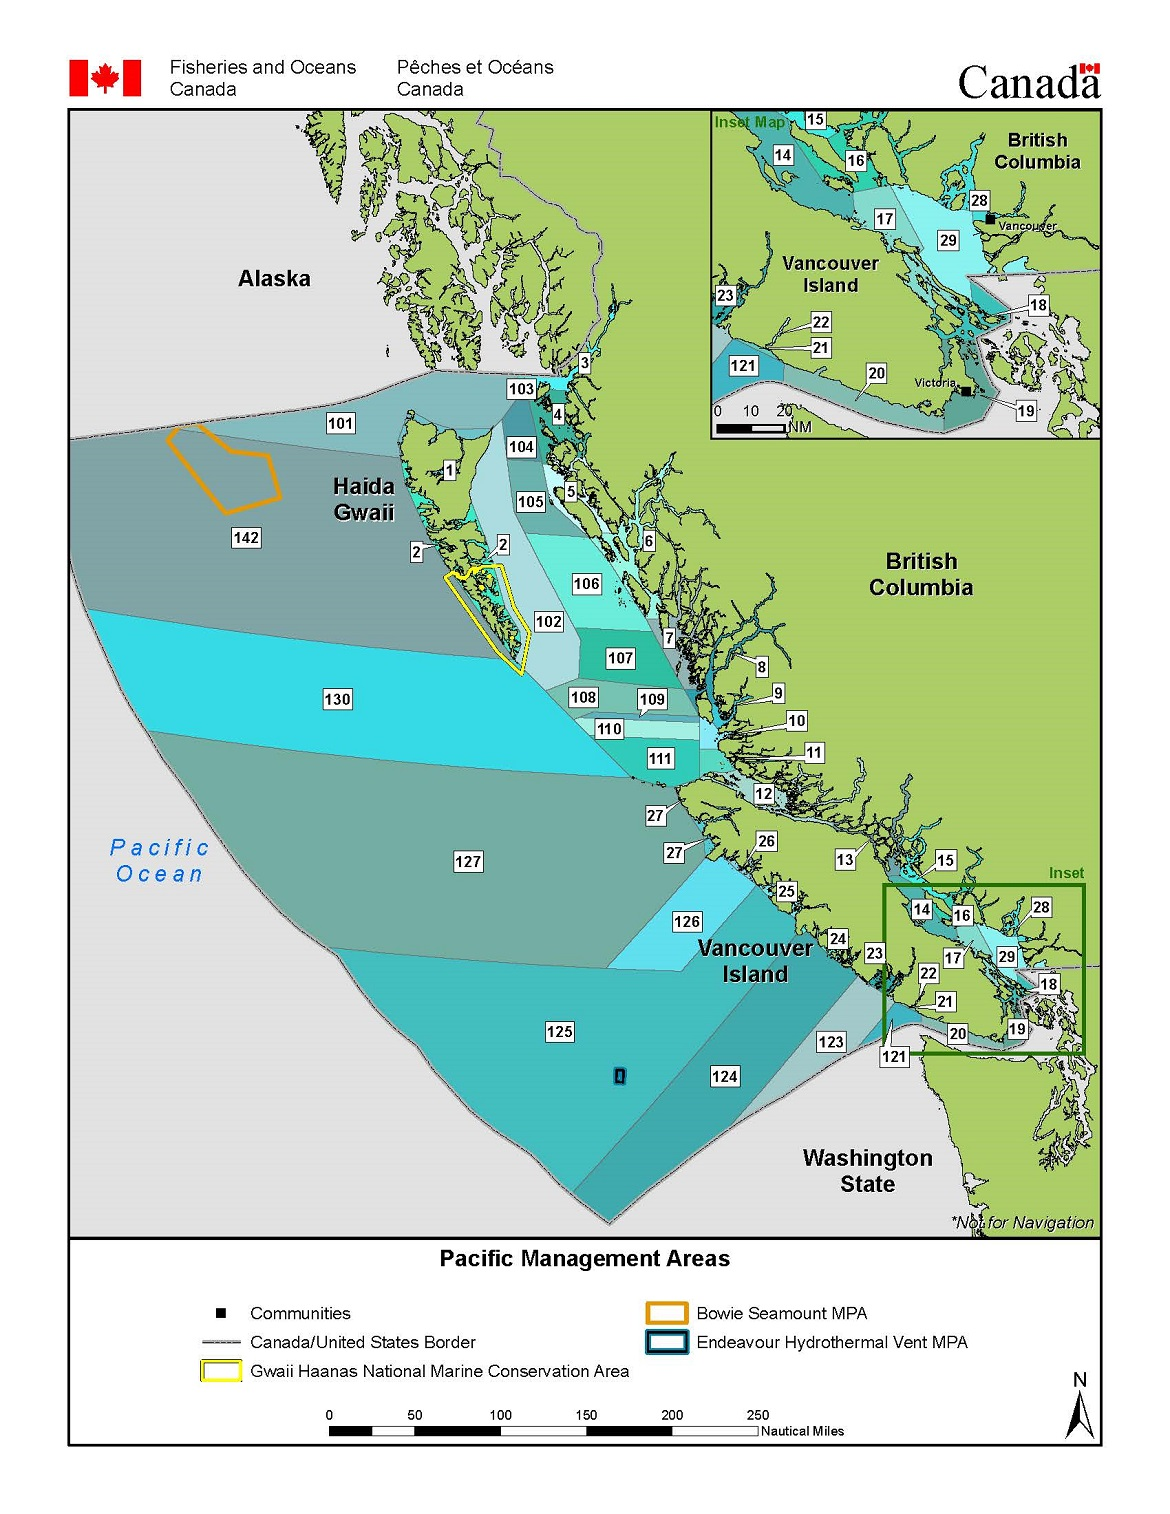 Fisheries and Oceans
Canada
Pêches et Océans
Canada
Canada
Inset Map
15
14
16
British
Columbia
28
Vancouver
17
29
Vancouver
Island
23
18
22
21
121
20
Victoria
19
0 10 20
NM
Alaska
3
103
4
101
104
1
Haida
Gwaii
105
5
142
2
2
6
British
Columbia
106
102
7
107
8
130
108
109
9
110
10
111
11
12
27
26
27
Pacific
Ocean
127
13
15
Inset
25
126
14
16
28
Vancouver
Island
24
23
17
29
22
18
21
125
123
20
19
121
124
Washington
State
*Not for Navigation
Pacific Management Areas
Communities
Canada/United States Border
Gwaii Haanas National Marine Conservation Area
Bowie Seamount MPA
Endeavour Hydrothermal Vent MPA
N
0 50 100 150 200 250
Nautical Miles